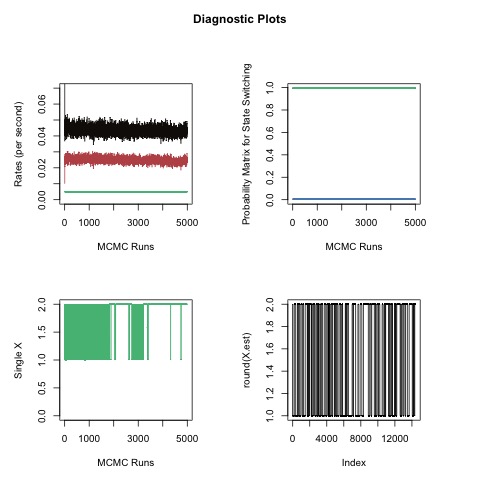 Diagnostic Plots
Rates (per second)
0.00 0.02 0.04 0.06
0 1000 3000 5000
MCMC Runs
Probability Matrix for State Switching
0.0 0.2 0.4 0.6 0.8 1.0
0 1000 3000 5000
MCMC Runs
Single X
0.0 0.5 1.0 1.5 2.0
0 1000 3000 5000
MCMC Runs
round(X.est)
1.0 1.2 1.4 1.6 1.8 2.0
0 4000 8000 12000
Index